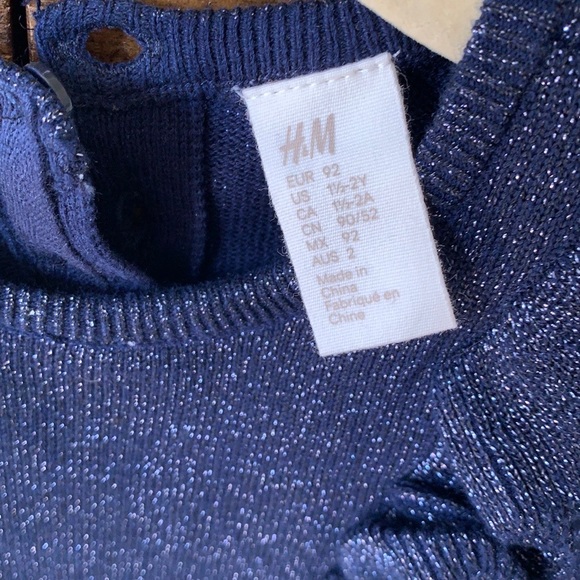 H&M
EUR 92
US 1½-2Y
CA 1½-2A
CN 90/52
MX 92
AUS 2
Made in
China
Fabriqué en
Chine